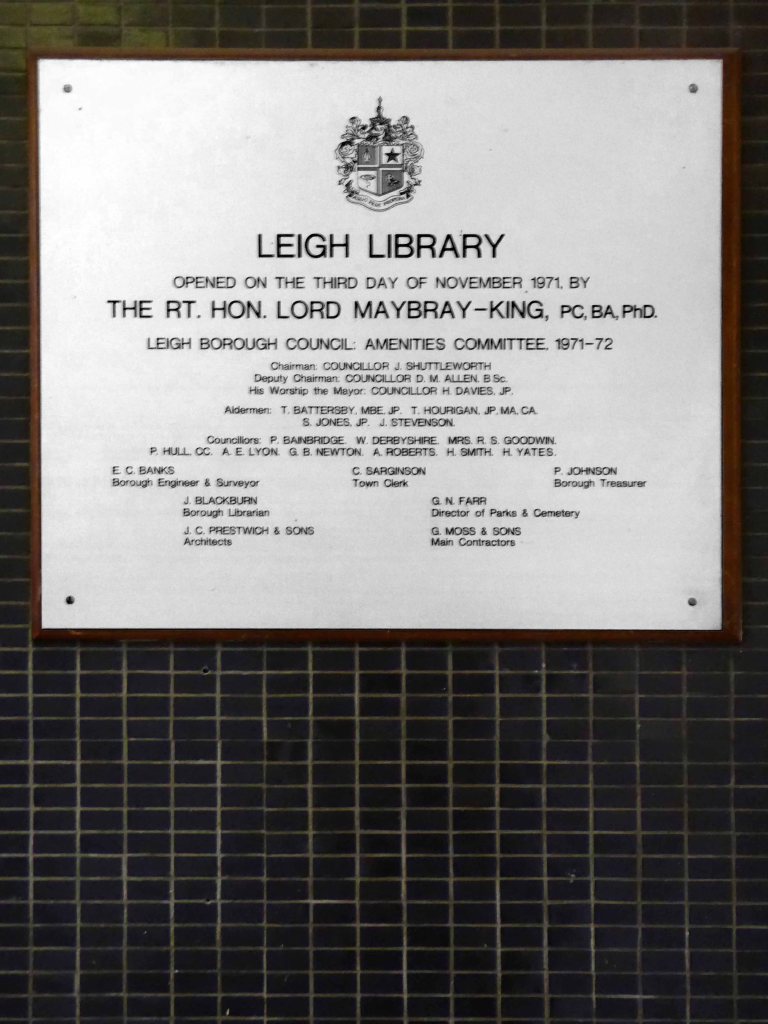 LEIGH LIBRARY
OPENED ON THE THIRD DAY OF NOVEMBER 1971, BY
THE RT. HON. LORD MAYBRAY-KING, PC, BA, PhD.
LEIGH BOROUGH COUNCIL: AMENITIES COMMITTEE, 1971-72
Chairman: COUNCILLOR J. SHUTTLEWORTH
Deputy Chairman: COUNCILLOR D. M. ALLEN. B Sc.
His Worship the Mayor: COUNCILLOR H. DAVIES, JP.
Aldermen: T. BATTERSBY, MBE, JP. T. HOURIGAN, JP, MA, CA.
S. JONES, JP. J. STEVENSON.
Councillors: P. BAINBRIDGE. W. DERBYSHIRE. MRS. R. S. GOODWIN.
P. HULL, CC. A. E. LYON. G. B. NEWTON. A. ROBERTS. H. SMITH. H. YATES.
E. C. BANKS C. SARGINSON P. JOHNSON
Borough Engineer & Surveyor Town Clerk Borough Treasurer
J. BLACKBURN G. N. FARR
Borough Librarian Director of Parks & Cemetery
J. C. PRESTWICH & SONS G. MOSS & SONS
Architects Main Contractors